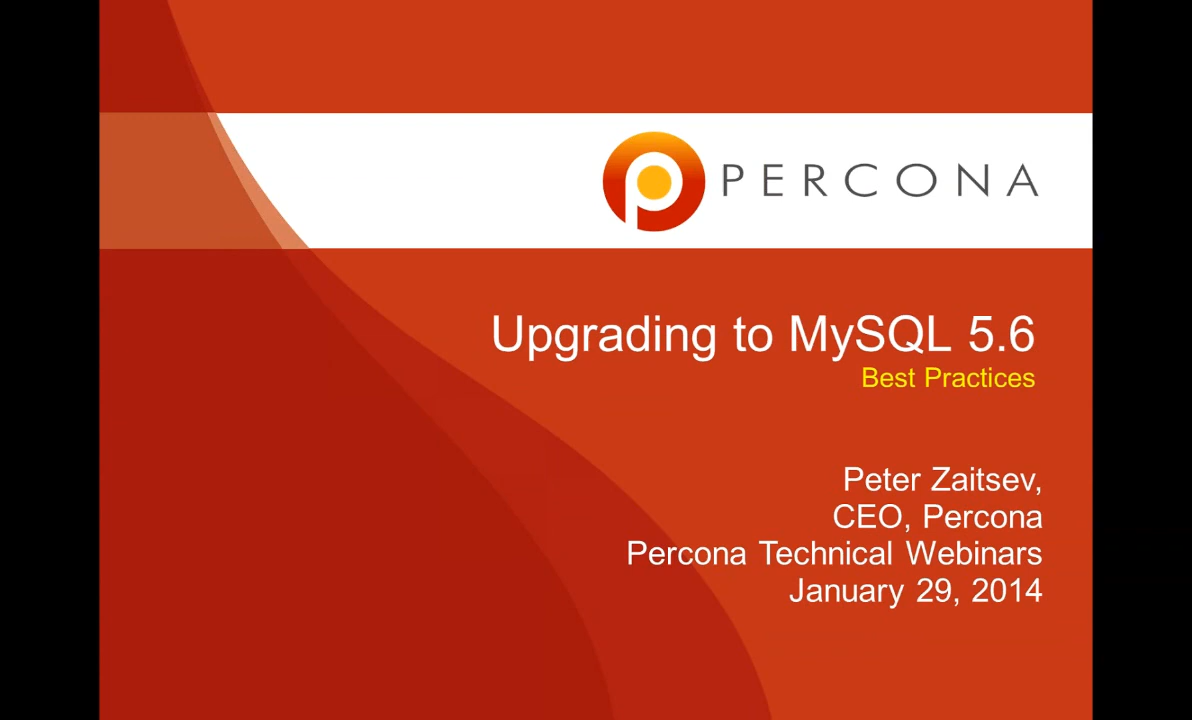 PERCONA
Upgrading to MySQL 5.6
Best Practices
Peter Zaitsev,
CEO, Percona
Percona Technical Webinars
January 29, 2014